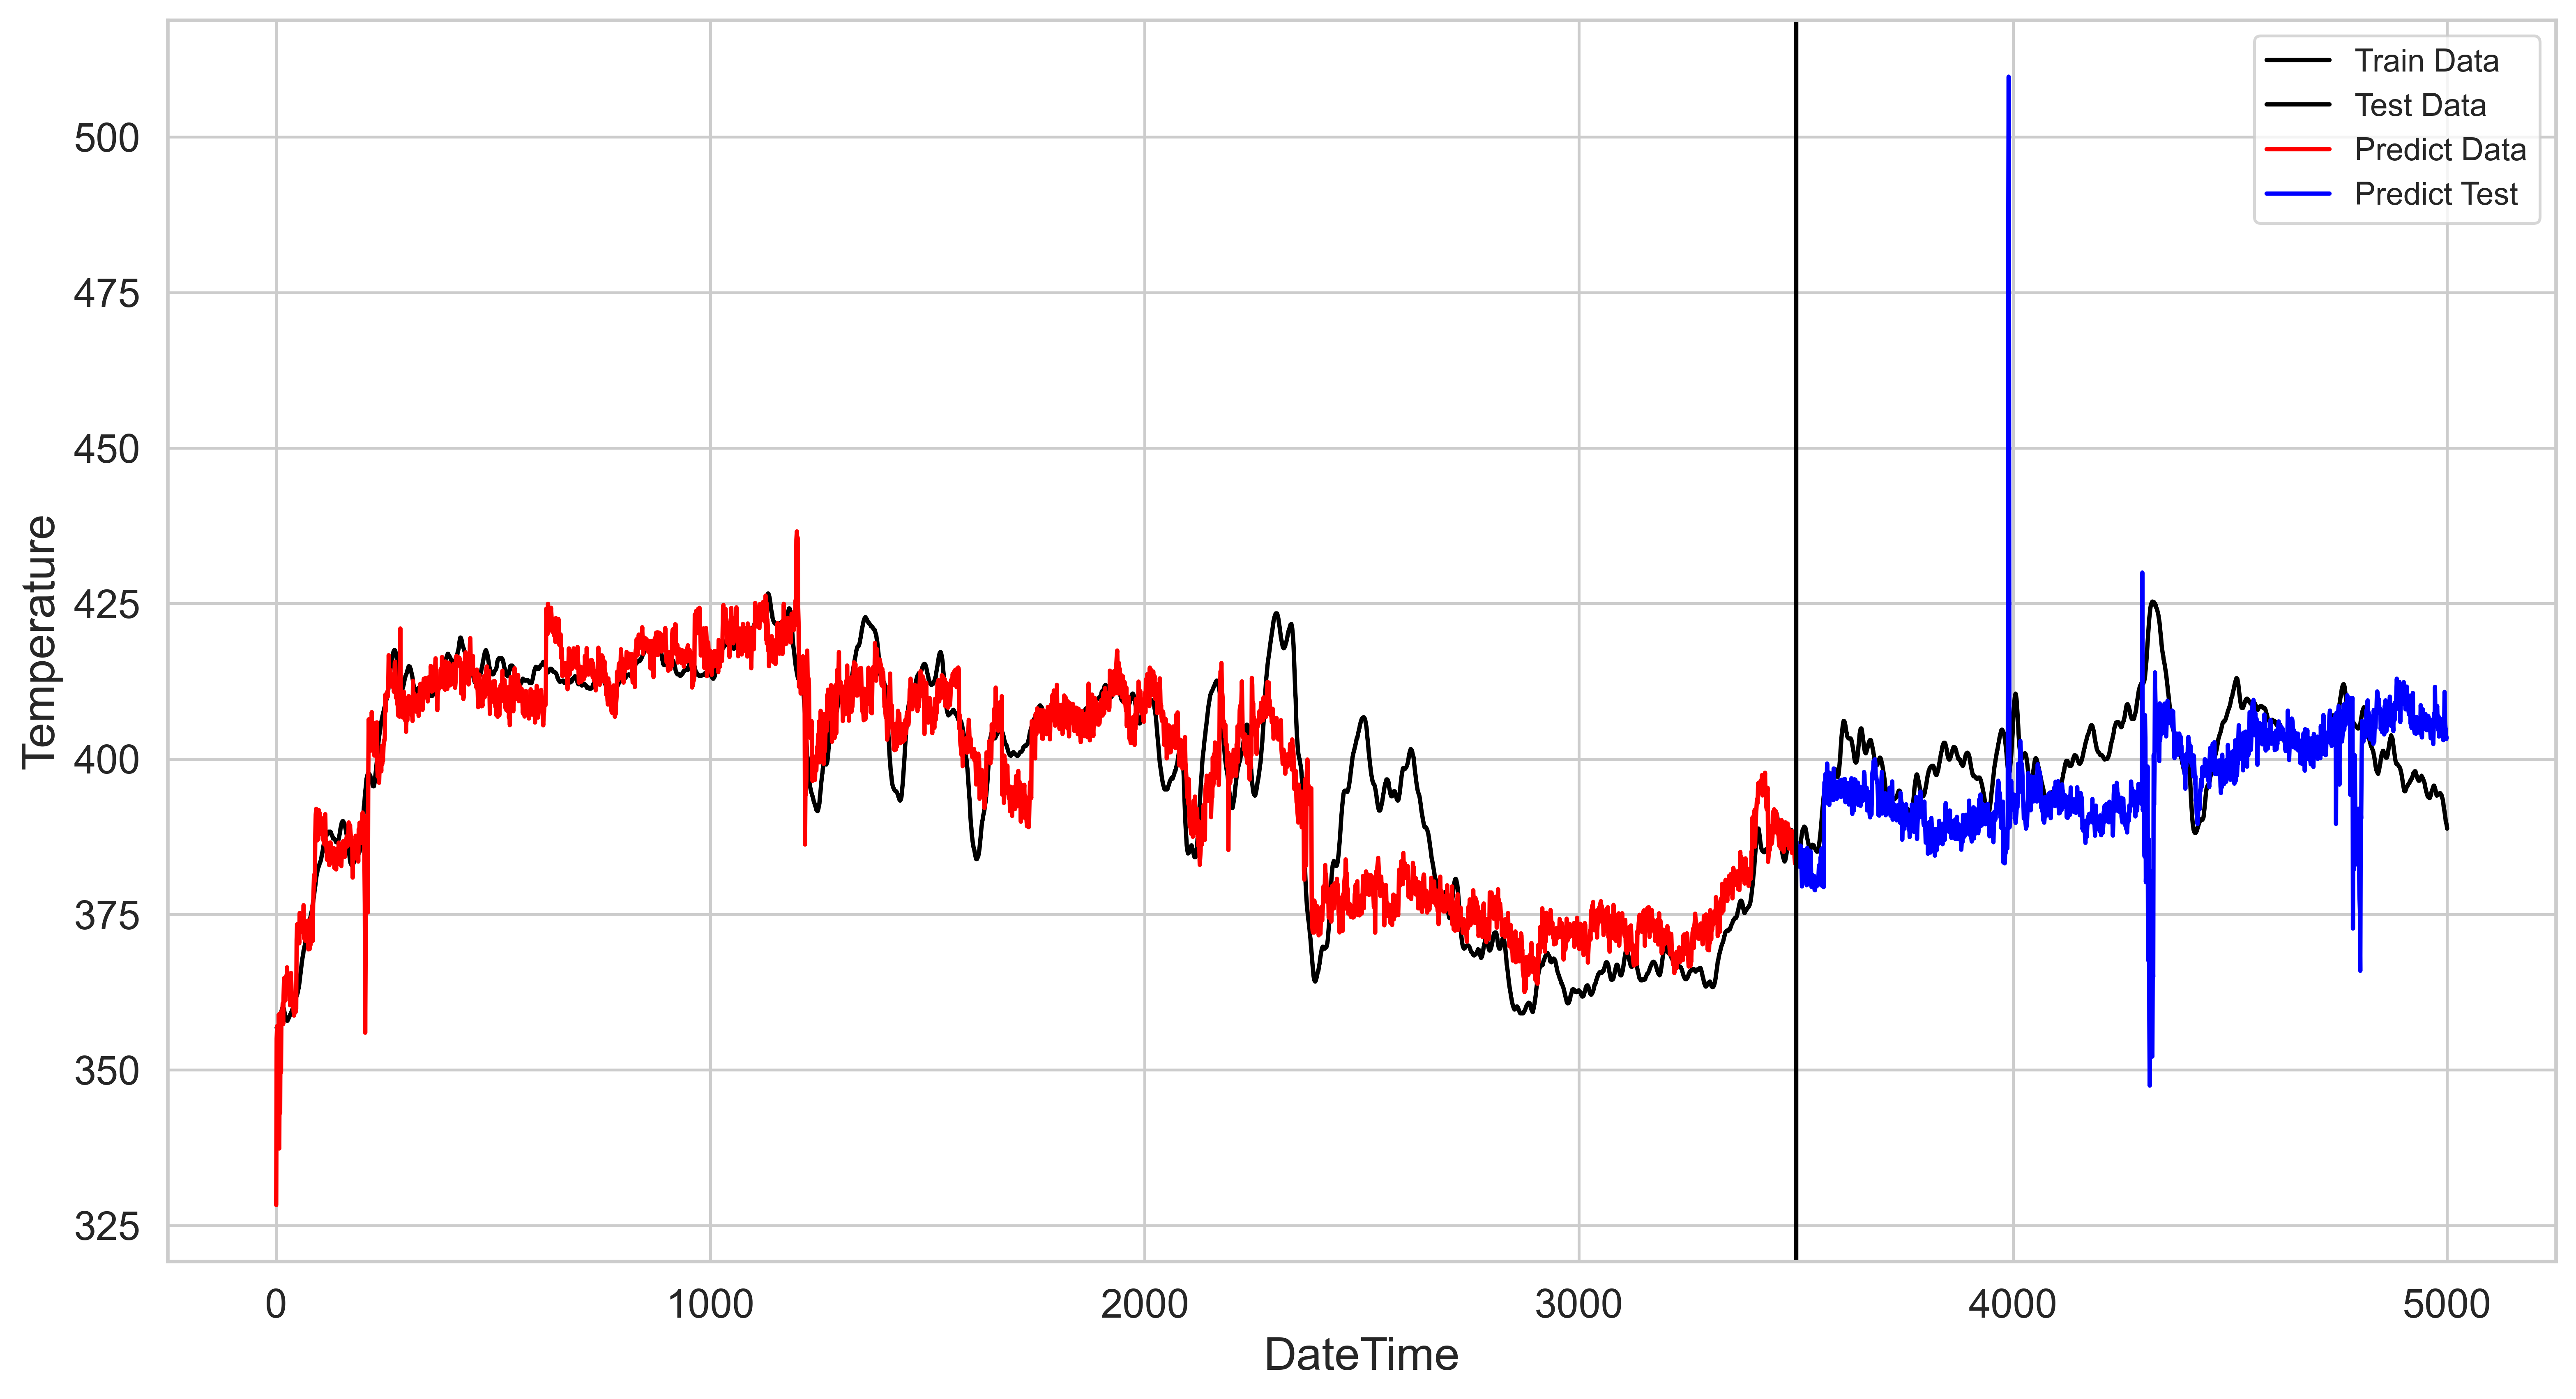 Train Data
Test Data
Predict Data
Predict Test
500
475
450
425
400
375
350
325
Temperature
0 1000 2000 3000 4000 5000
DateTime